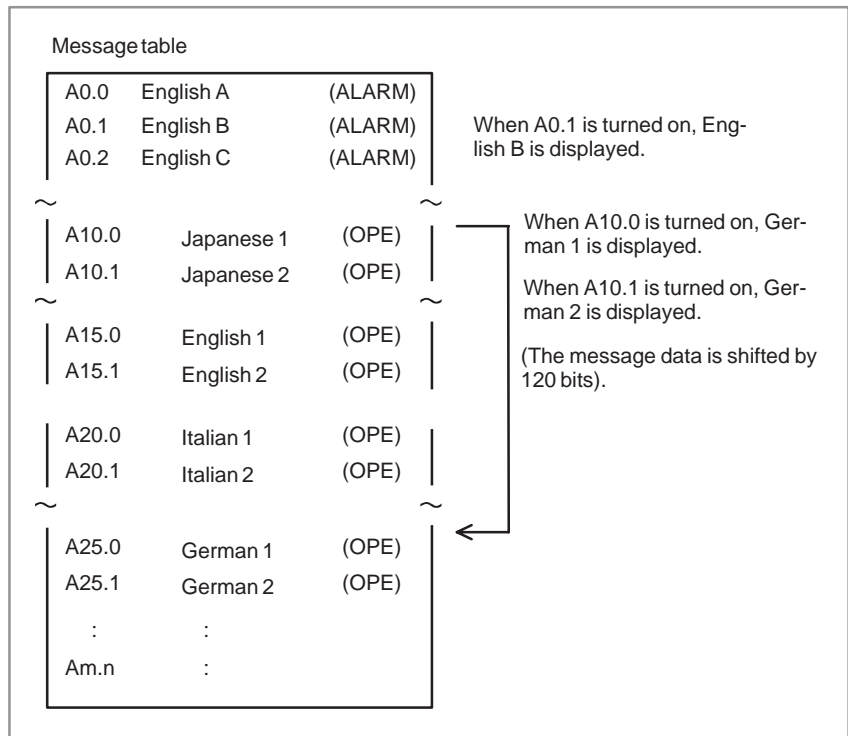 Message table
A0.0 English A (ALARM)
A0.1 English B (ALARM)
A0.2 English C (ALARM)
When A0.1 is turned on, Eng-
lish B is displayed.
A10.0 Japanese 1 (OPE)
A10.1 Japanese 2 (OPE)
When A10.0 is turned on, Ger-
man 1 is displayed.
When A10.1 is turned on, Ger-
man 2 is displayed.
(The message data is shifted by
120 bits).
A15.0 English 1 (OPE)
A15.1 English 2 (OPE)
A20.0 Italian 1 (OPE)
A20.1 Italian 2 (OPE)
A25.0 German 1 (OPE)
A25.1 German 2 (OPE)
: :
Am.n :